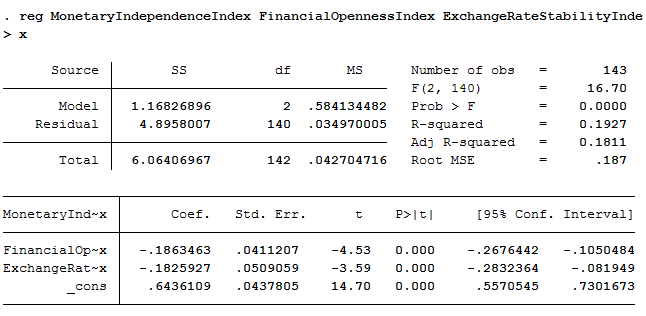 . reg MonetaryIndependenceIndex FinancialOpennessIndex ExchangeRateStabilityInde
> x
Source | SS df MS Number of obs = 143
F(2, 140) = 16.70
Model | 1.16826896 2 .584134482 Prob > F = 0.0000
Residual | 4.8958007 140 .034970005 R-squared = 0.1927
Adj R-squared = 0.1811
Total | 6.06406967 142 .042704716 Root MSE = .187
MonetaryInd~x | Coef. Std. Err. t P>|t| [95% Conf. Interval]
FinancialOp~x | -.1863463 .0411207 -4.53 0.000 -.2676442 -.1050484
ExchangeRat~x | -.1825927 .0509059 -3.59 0.000 -.2832364 -.081949
_cons | .6436109 .0437805 14.70 0.000 .5570545 .7301673